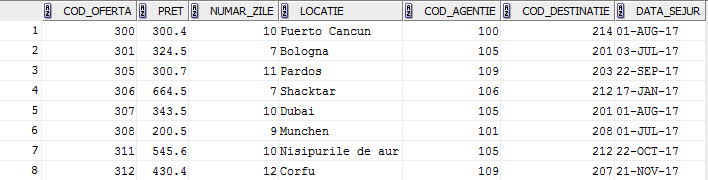 COD_OFERTA PRET NUMAR_ZILE LOCATIE COD_AGENTIE COD_DESTINATIE DATA_SEJUR
1 300 300.4 10 Puerto Cancun 100 214 01-AUG-17
2 301 324.5 7 Bologna 105 201 03-JUL-17
3 305 300.7 11 Pardos 109 203 22-SEP-17
4 306 664.5 7 Shacktar 106 212 17-JAN-17
5 307 343.5 10 Dubai 105 201 01-AUG-17
6 308 200.5 9 Munchen 101 208 01-JUL-17
7 311 545.6 10 Nisipurile de aur 105 212 22-OCT-17
8 312 430.4 12 Corfu 109 207 21-NOV-17